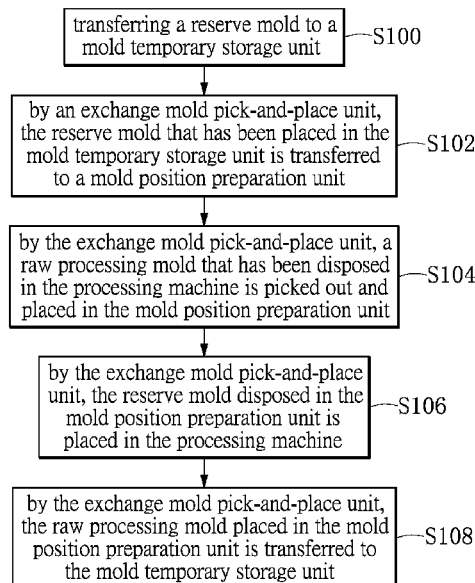 transferring a reserve mold to a
mold temporary storage unit
S100
by an exchange mold pick-and-place unit,
the reserve mold that has been placed in the
mold temporary storage unit is transferred
to a mold position preparation unit
S102
by the exchange mold pick-and-place unit, a
raw processing mold that has been disposed
in the processing machine is picked out and
placed in the mold position preparation unit
S104
by the exchange mold pick-and-place
unit, the reserve mold disposed in the
mold position preparation unit is
placed in the processing machine
S106
by the exchange mold pick-and-place unit,
the raw processing mold placed in the mold
position preparation unit is transferred to
the mold temporary storage unit
S108